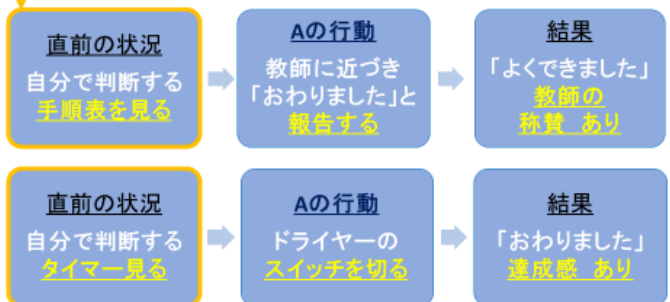 直前の状況
自分で判断する
手順表を見る
Aの行動
教師に近づき
「おわりました」と
報告する
結果
「よくできました」
教師の
称賛 あり
直前の状況
自分で判断する
タイマー見る
Aの行動
ドライヤーの
スイッチを切る
結果
「おわりました」
達成感 あり